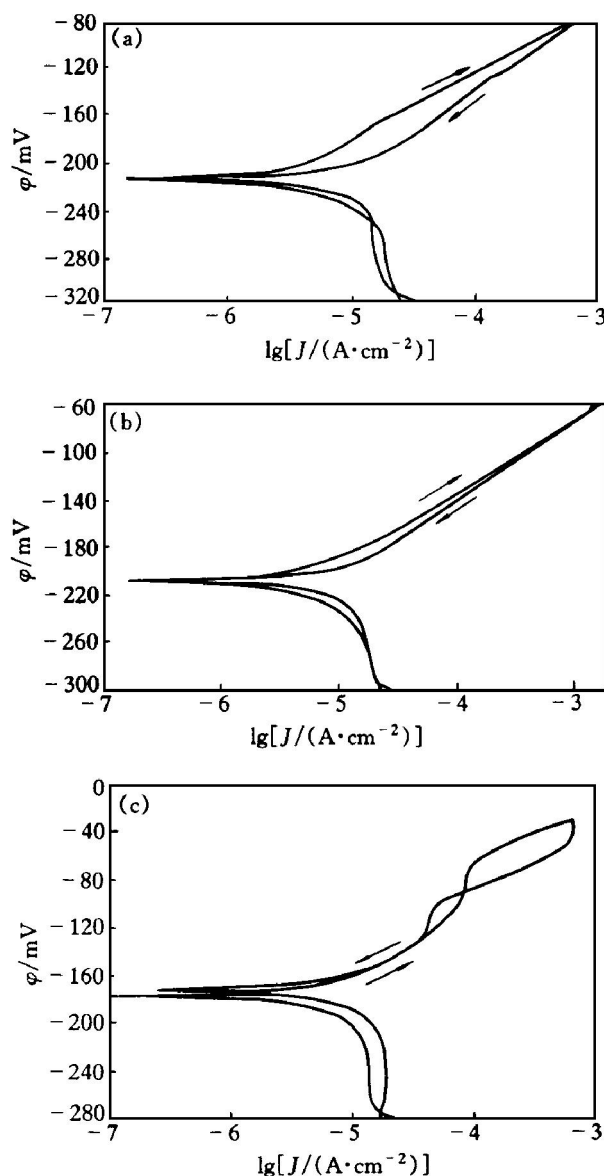 (a)
−80
−120
−160
−200
−240
−280
−320
φ/mV
−7 −6 −5 −4 −3
lg[J/(A·cm⁻²)]
(b)
−60
−100
−140
−180
−220
−260
−300
φ/mV
−7 −6 −5 −4 −3
lg[J/(A·cm⁻²)]
(c)
0
−40
−80
−120
−160
−200
−240
−280
φ/mV
−7 −6 −5 −4 −3
lg[J/(A·cm⁻²)]